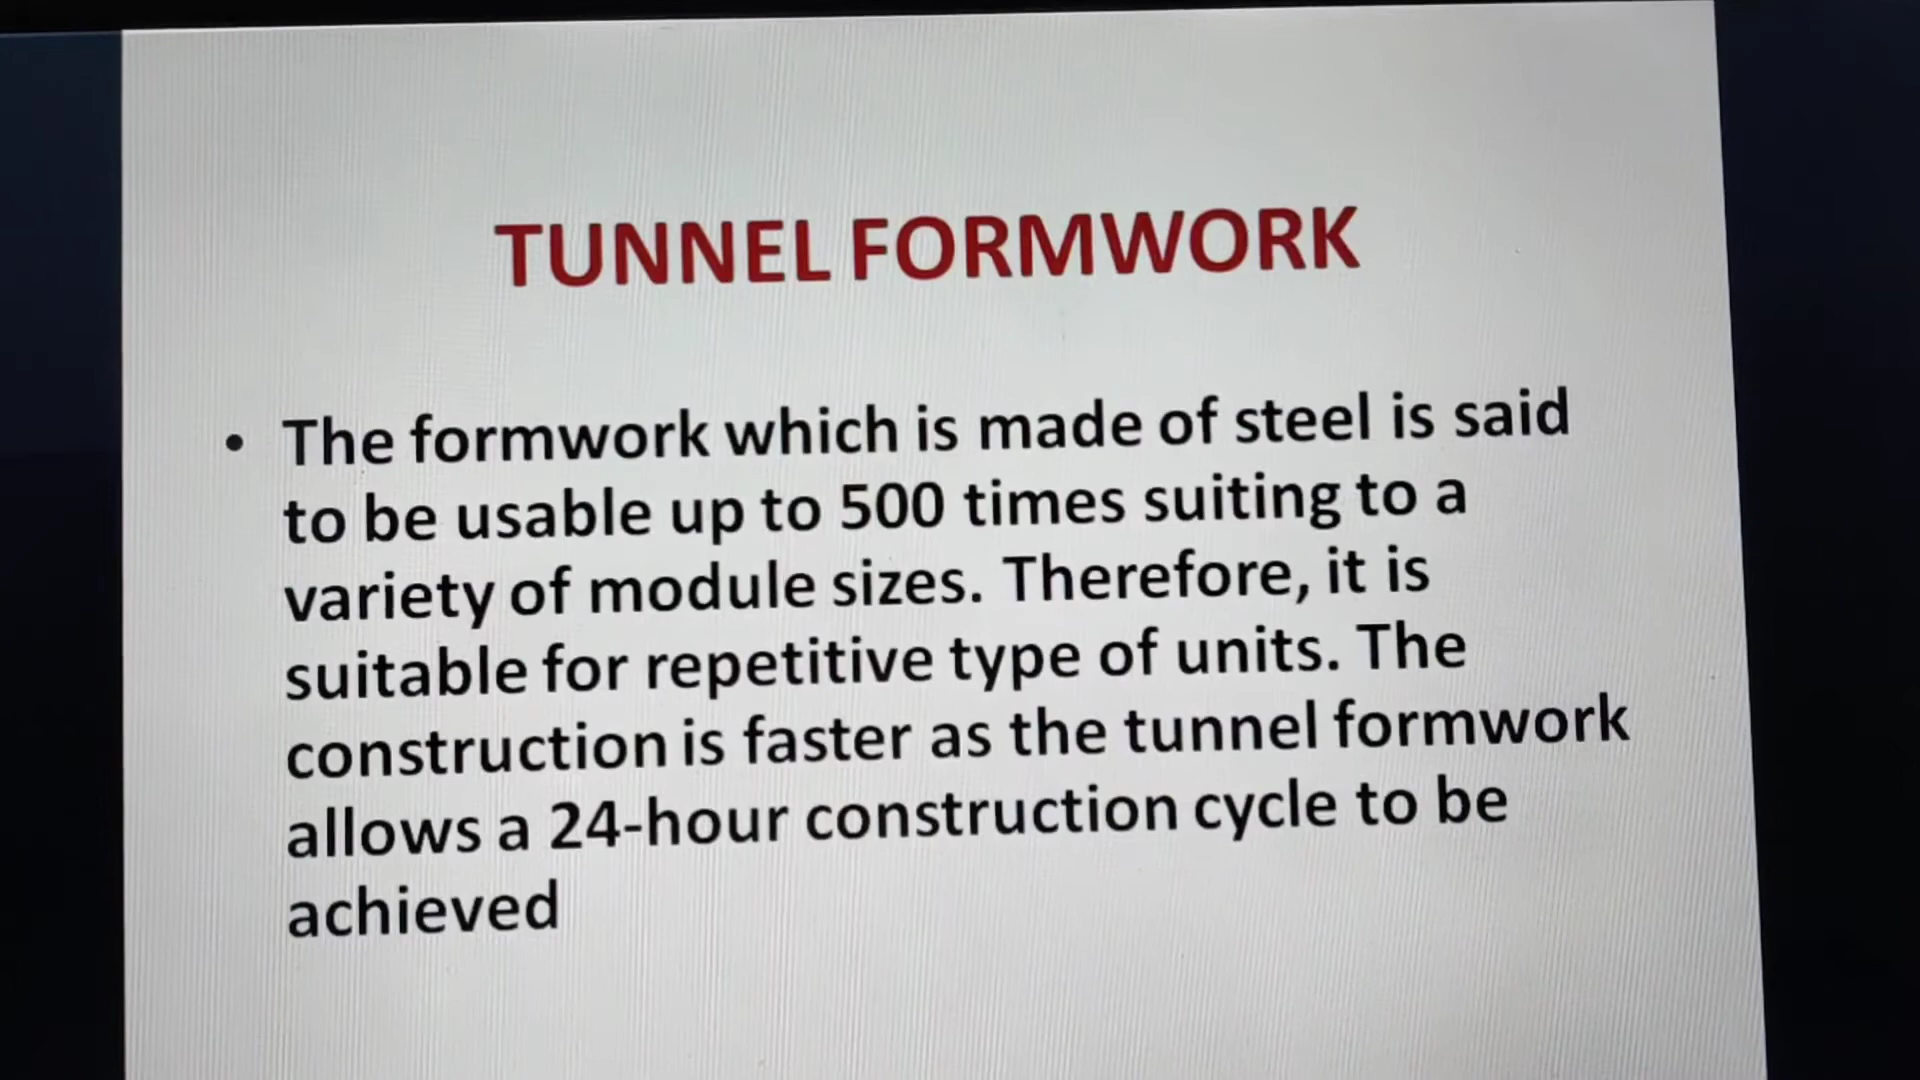 TUNNEL FORMWORK
• The formwork which is made of steel is said
to be usable up to 500 times suiting to a
variety of module sizes. Therefore, it is
suitable for repetitive type of units. The
construction is faster as the tunnel formwork
allows a 24-hour construction cycle to be
achieved